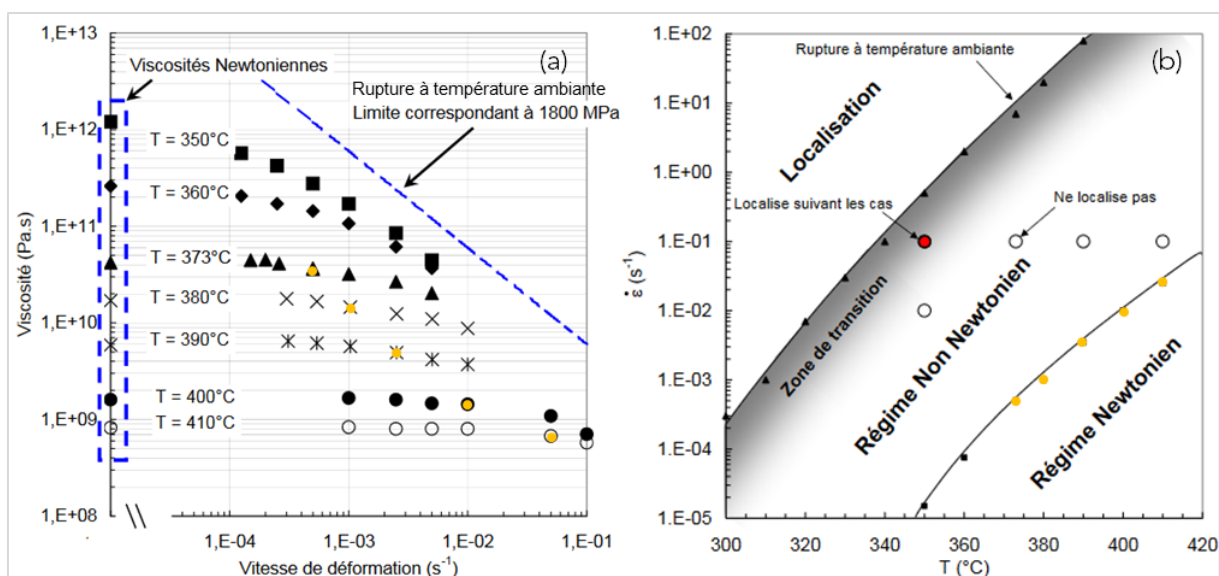 (a)
Viscosités Newtoniennes
Rupture à température ambiante
Limite correspondant à 1800 MPa
1,E+13
1,E+12
1,E+11
1,E+10
1,E+09
1,E+08
Viscosité (Pa.s)
T = 350°C
T = 360°C
T = 373°C
T = 380°C
T = 390°C
T = 400°C
T = 410°C
1,E-04
1,E-03
1,E-02
1,E-01
Vitesse de déformation (s⁻¹)
(b)
1.E+02
1.E+01
1.E+00
1.E-01
1.E-02
1.E-03
1.E-04
1.E-05
ε̇ (s⁻¹)
Rupture à température ambiante
Localisation
Localise suivant les cas
Ne localise pas
Zone de transition
Régime Non Newtonien
Régime Newtonien
300
320
340
360
380
400
420
T (°C)